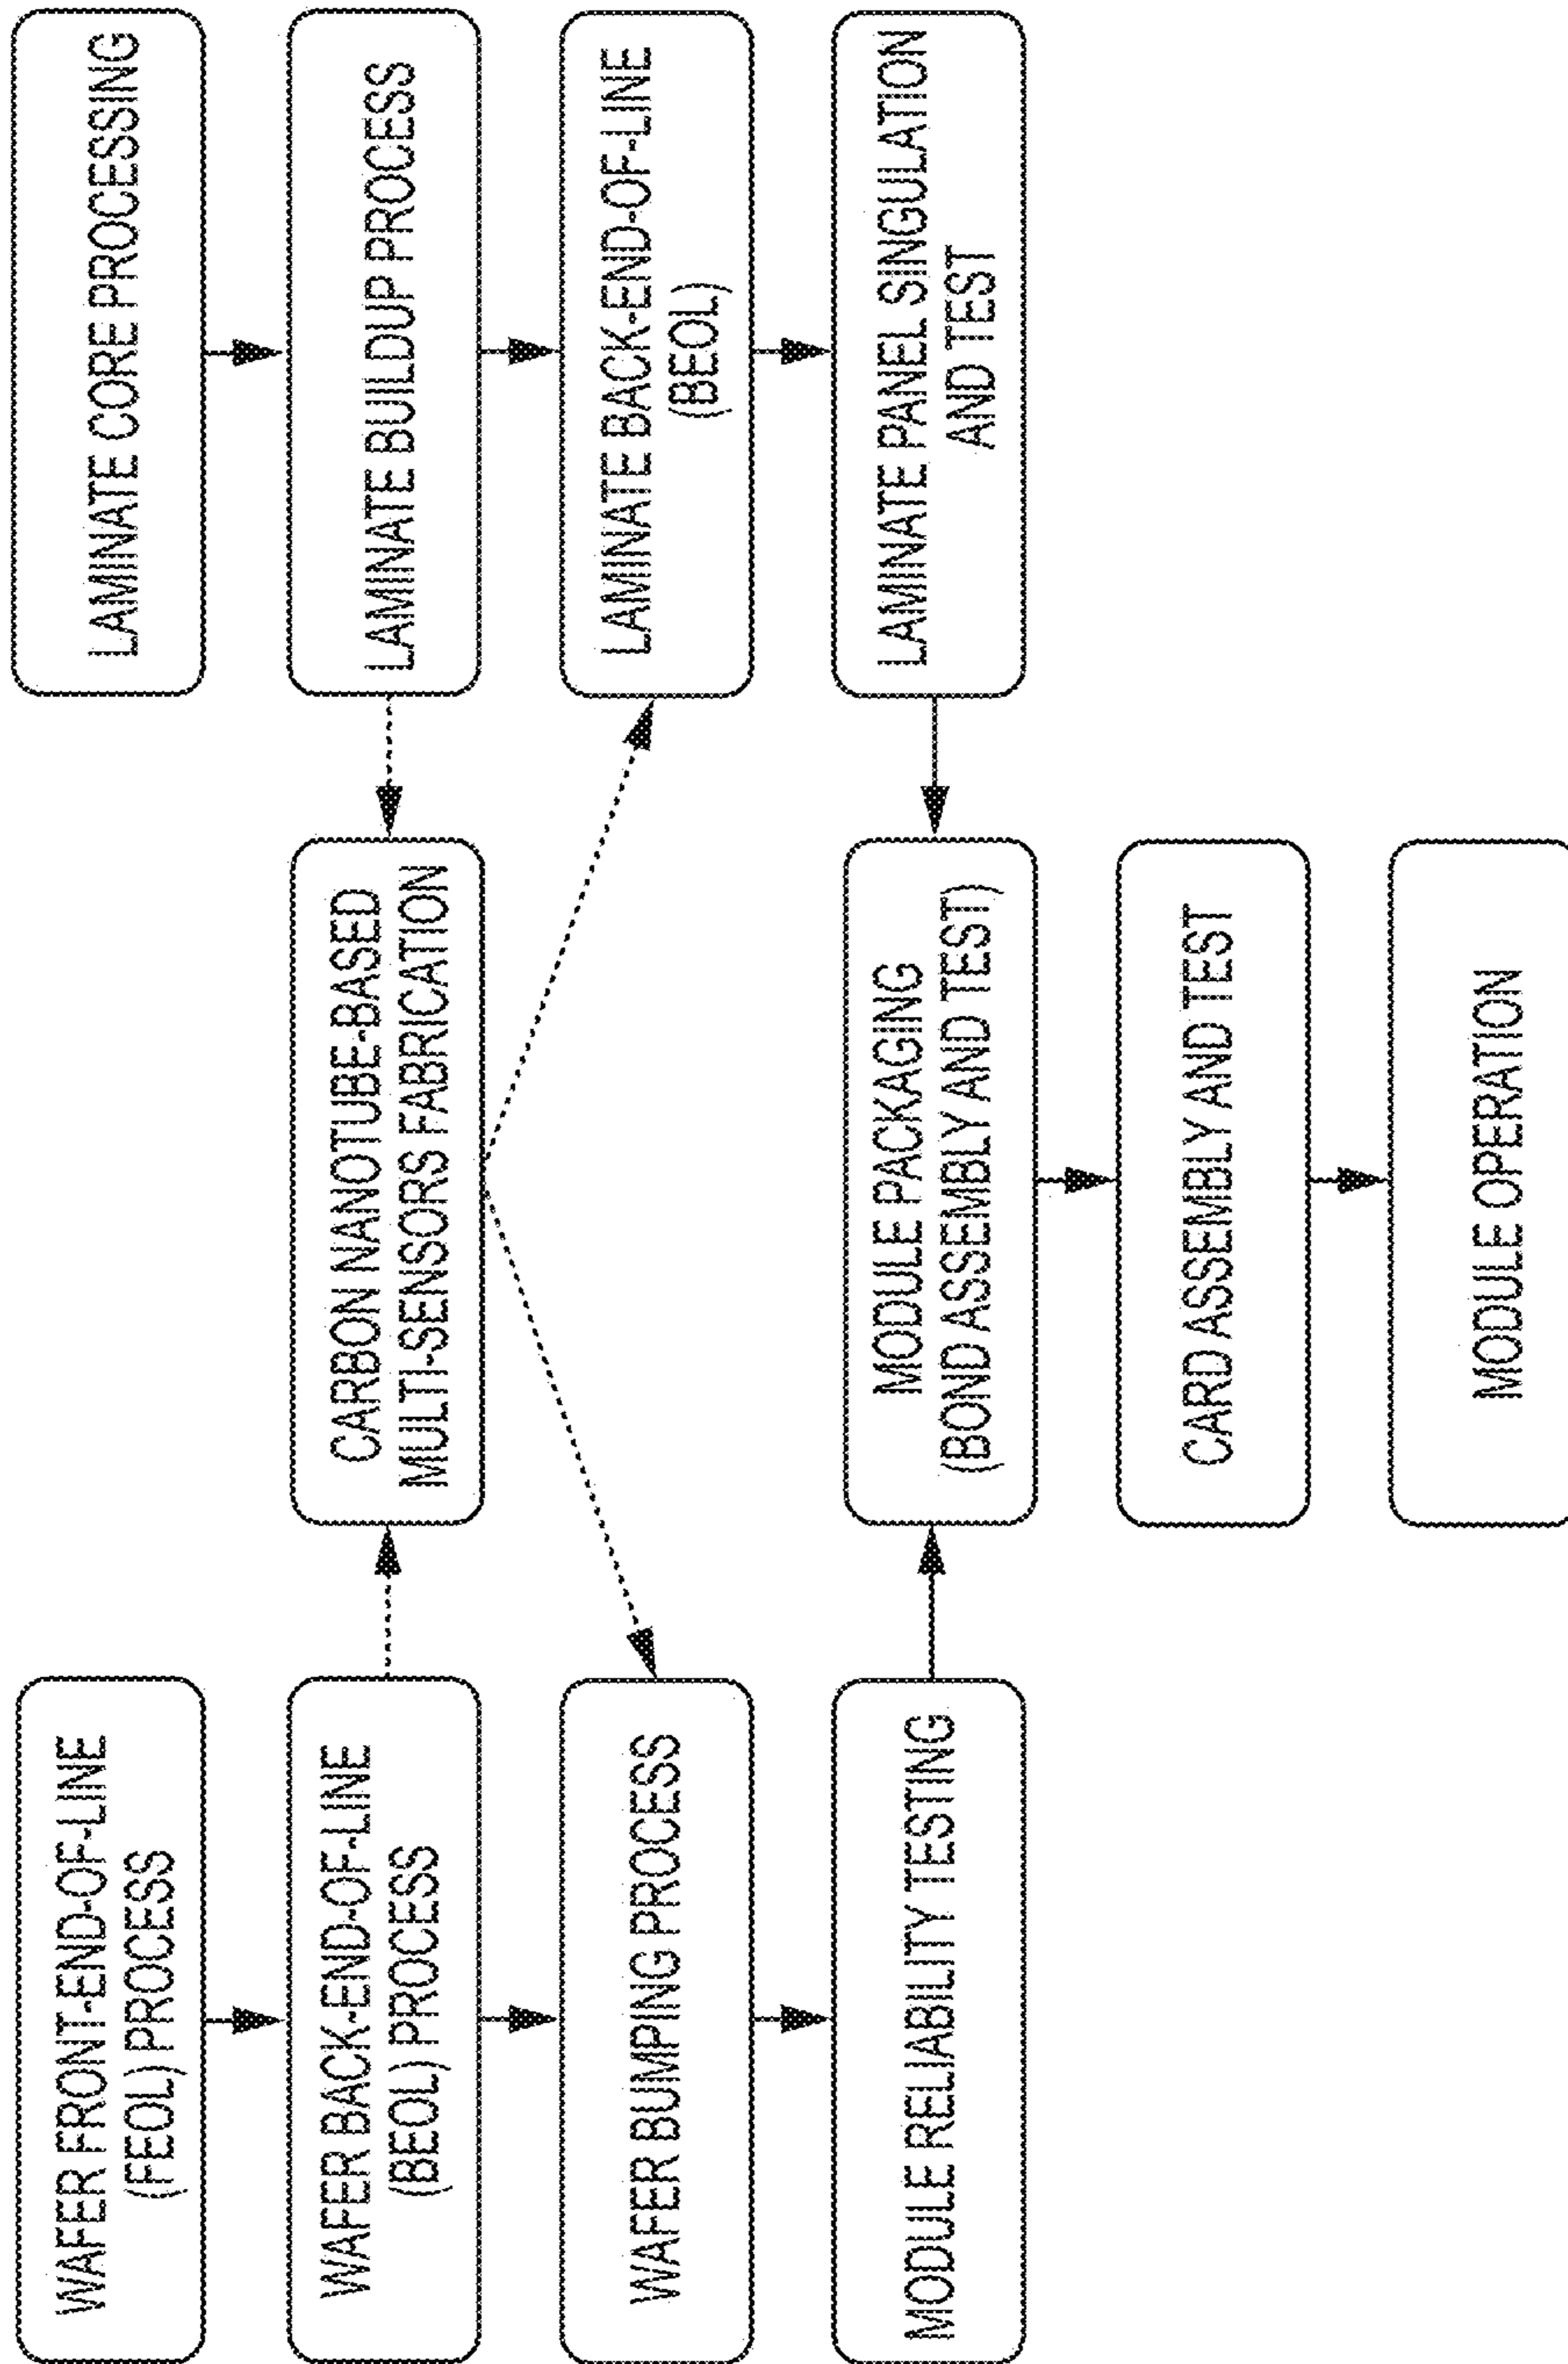 WAFER FRONT-END-OF-LINE
(FEOL) PROCESS
WAFER BACK-END-OF-LINE
(BEOL) PROCESS
WAFER BUMPING PROCESS
MODULE RELIABILITY TESTING
CARBON NANOTUBE-BASED
MULTI-SENSORS FABRICATION
MODULE PACKAGING
(BOND ASSEMBLY AND TEST)
CARD ASSEMBLY AND TEST
MODULE OPERATION
LAMINATE CORE PROCESSING
LAMINATE BUILDUP PROCESS
LAMINATE BACK-END-OF-LINE
(BEOL)
LAMINATE PANEL SINGULATION
AND TEST